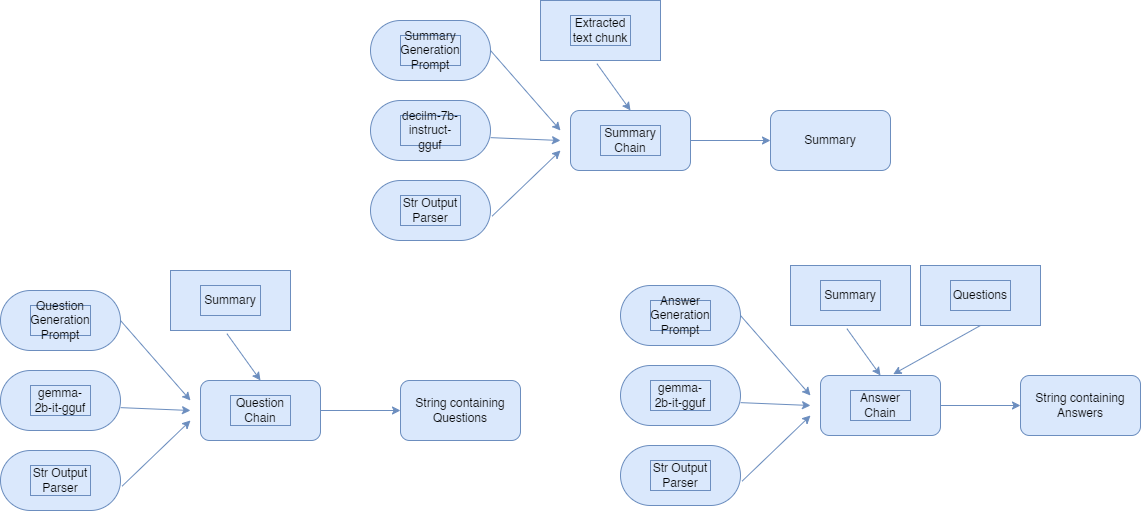 Summary
Generation
Prompt
Extracted
text chunk
decilm-7b-
instruct-
gguf
Summary
Chain
Summary
Str Output
Parser
Question
Generation
Prompt
Summary
gemma-
2b-it-gguf
Question
Chain
String containing
Questions
Str Output
Parser
Answer
Generation
Prompt
Summary
Questions
gemma-
2b-it-gguf
Answer
Chain
String containing
Answers
Str Output
Parser